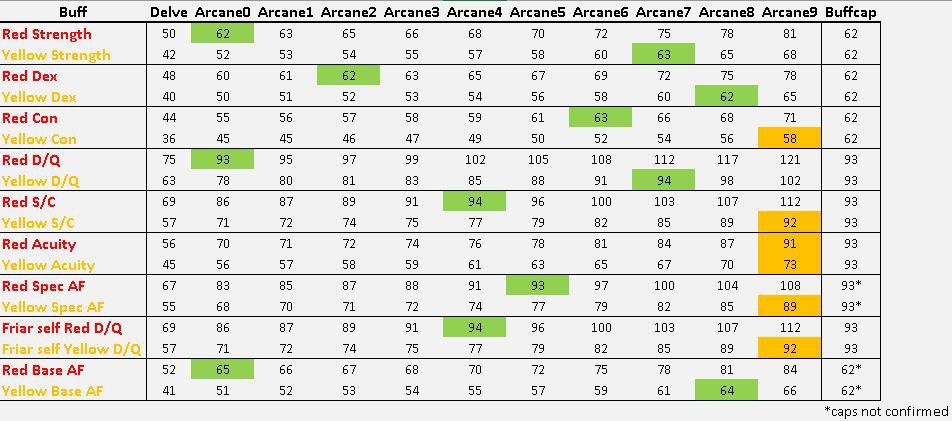 Buff Delve Arcane0 Arcane1 Arcane2 Arcane3 Arcane4 Arcane5 Arcane6 Arcane7 Arcane8 Arcane9 Buffcap
Red Strength 50 62 63 65 66 68 70 72 75 78 81 62
Yellow Strength 42 52 53 54 55 57 58 60 63 65 68 62
Red Dex 48 60 61 62 63 65 67 69 72 75 78 62
Yellow Dex 40 50 51 52 53 54 56 58 60 62 65 62
Red Con 44 55 56 57 58 59 61 63 66 68 71 62
Yellow Con 36 45 45 46 47 49 50 52 54 56 58 62
Red D/Q 75 93 95 97 99 102 105 108 112 117 121 93
Yellow D/Q 63 78 80 81 83 85 88 91 94 98 102 93
Red S/C 69 86 87 89 91 94 96 100 103 107 112 93
Yellow S/C 57 71 72 74 75 77 79 82 85 89 92 93
Red Acuity 56 70 71 72 74 76 78 81 84 87 91 93
Yellow Acuity 45 56 57 58 59 61 63 65 67 70 73 93
Red Spec AF 67 83 85 87 88 91 93 97 100 104 108 93*
Yellow Spec AF 55 68 70 71 72 74 77 79 82 85 89 93*
Friar self Red D/Q 69 86 87 89 91 94 96 100 103 107 112 93
Friar self Yellow D/Q 57 71 72 74 75 77 79 82 85 89 92 93
Red Base AF 52 65 66 67 68 70 72 75 78 81 84 62*
Yellow Base AF 41 51 52 53 54 55 57 59 61 64 66 62*
*caps not confirmed